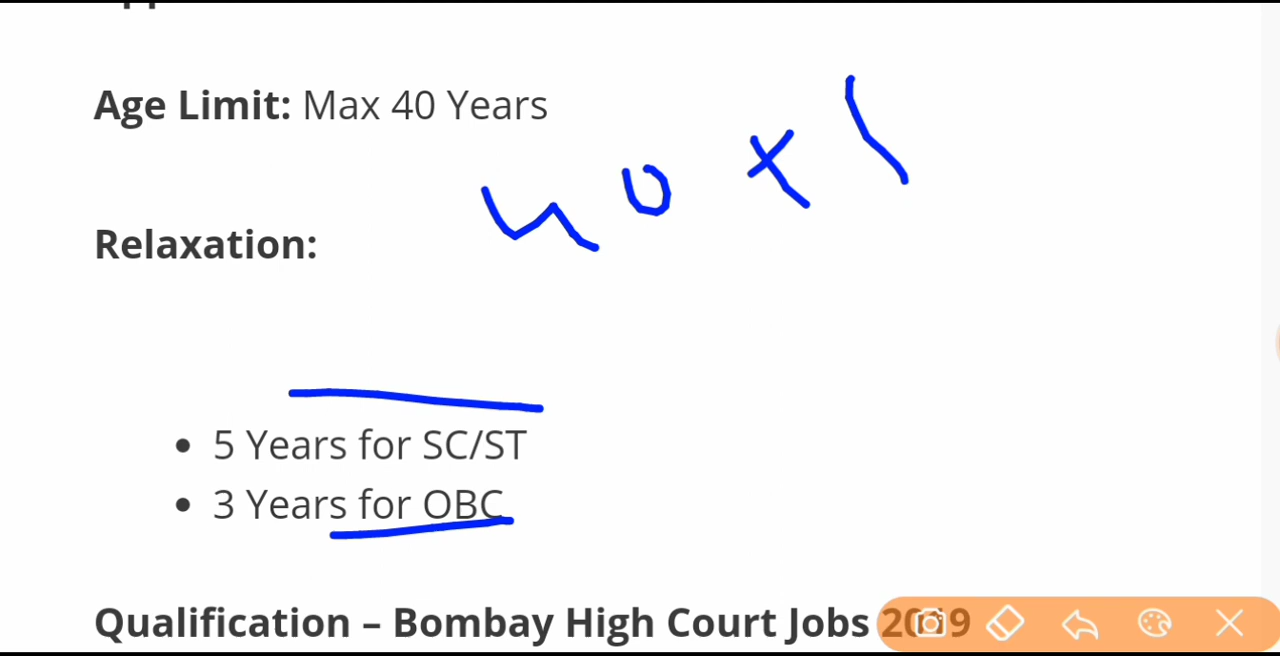 Age Limit: Max 40 Years
40
Relaxation:
5 Years for SC/ST
3 Years for OBC
Qualification – Bombay High Court Jobs 2019